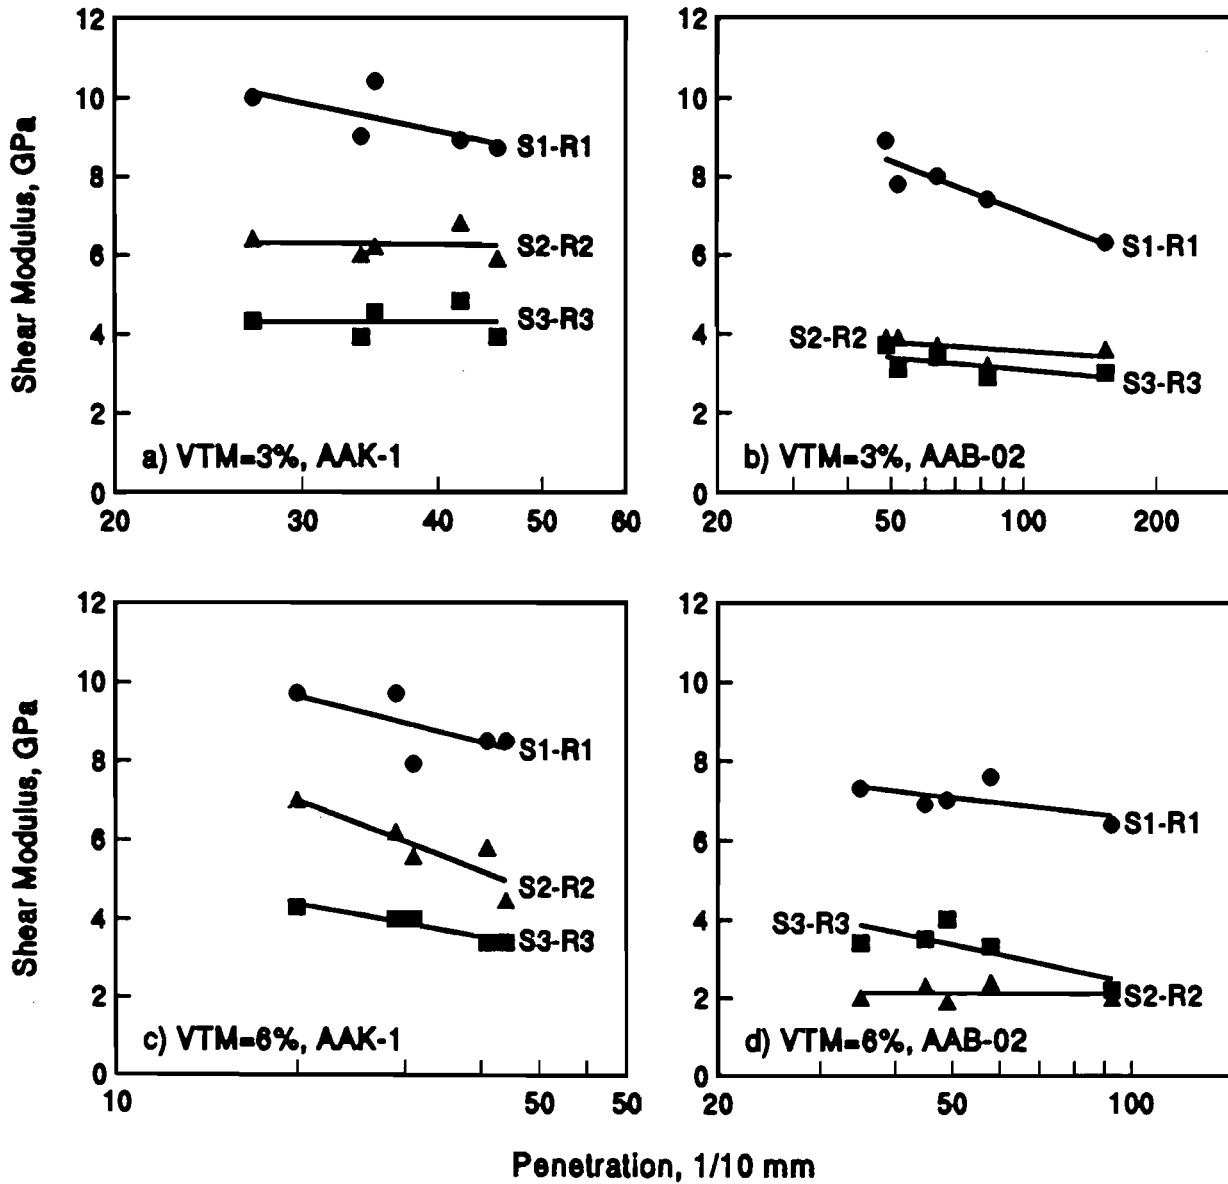 12
10
8
6
4
2
0
Shear Modulus, GPa
S1-R1
S2-R2
S3-R3
a) VTM=3%, AAK-1
20 30 40 50 60
12
10
8
6
4
2
0
S1-R1
S2-R2
S3-R3
b) VTM=3%, AAB-02
20 50 100 200
12
10
8
6
4
2
0
Shear Modulus, GPa
S1-R1
S2-R2
S3-R3
c) VTM=6%, AAK-1
10 50 50
12
10
8
6
4
2
0
S1-R1
S3-R3
S2-R2
d) VTM=6%, AAB-02
20 50 100
Penetration, 1/10 mm